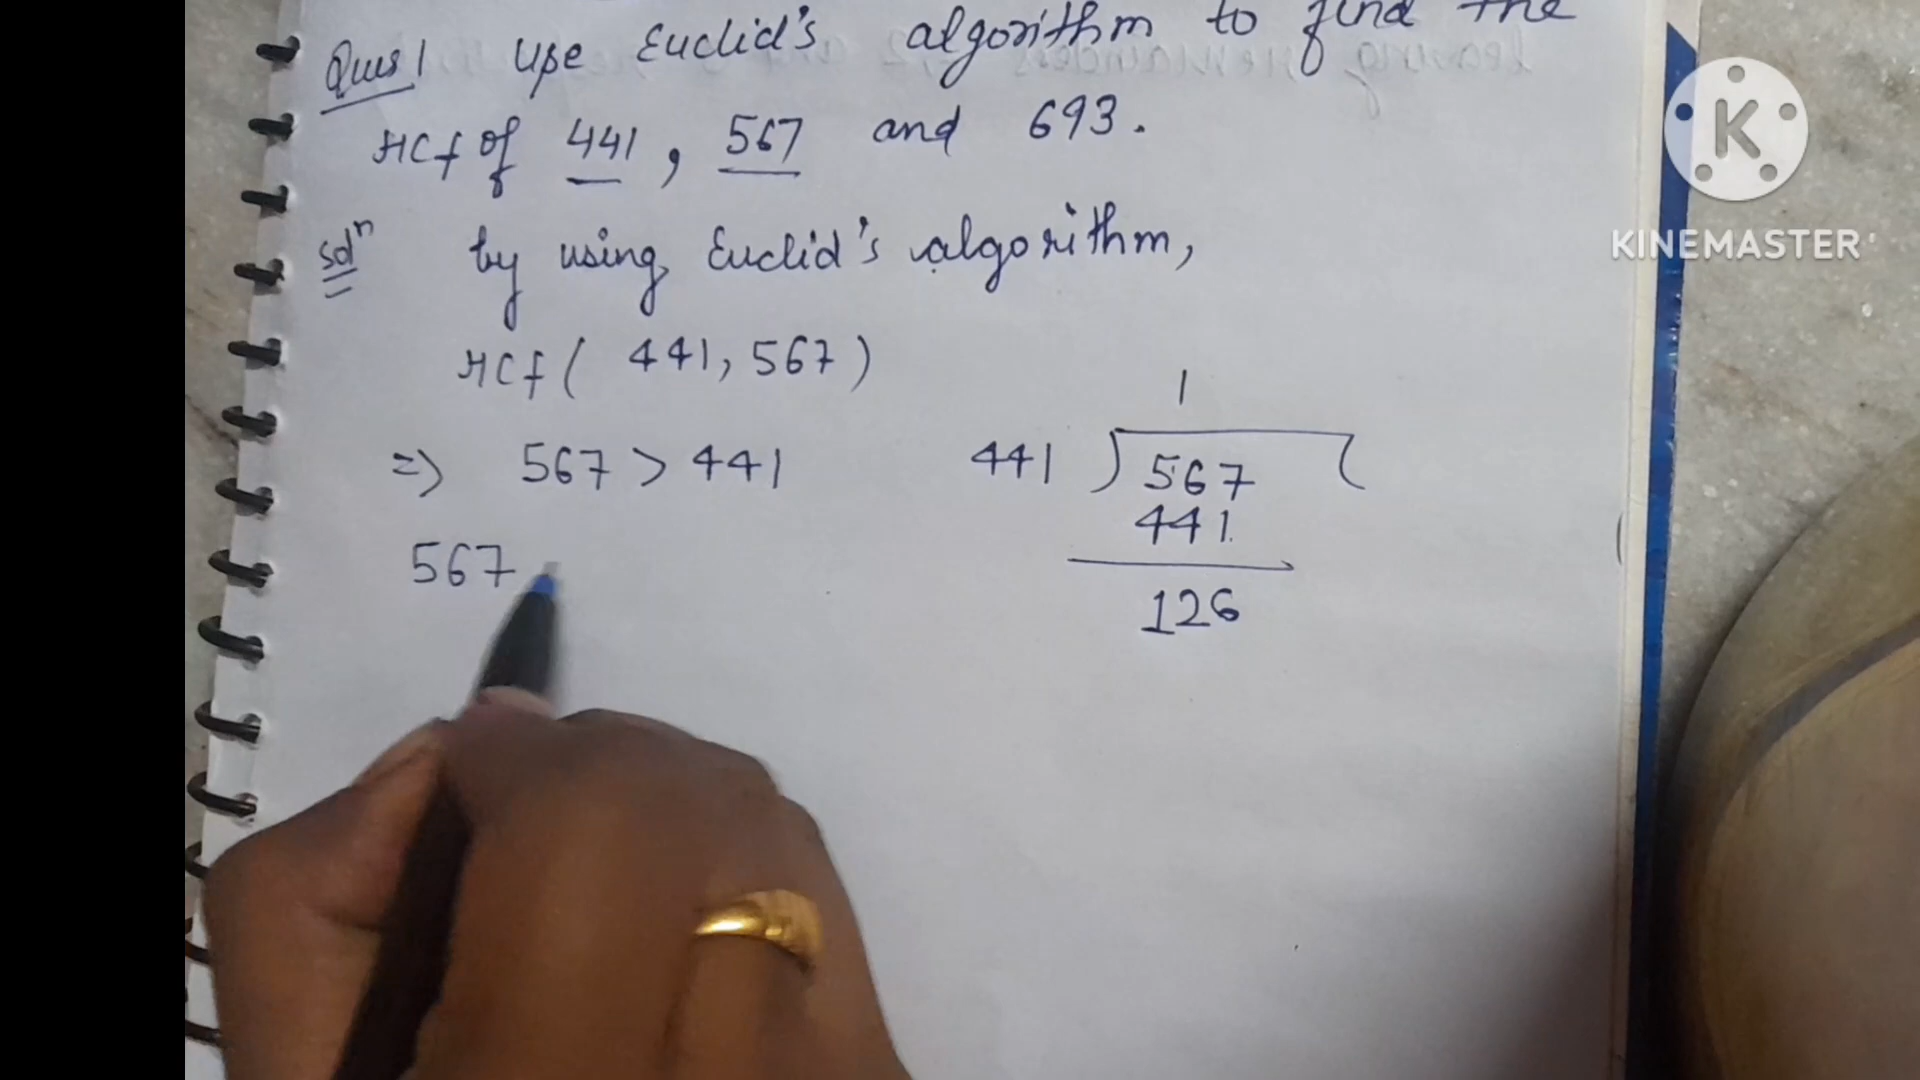 Ques 1 Use Euclid's algorithm to find the
HCF of 441, 567 and 693.
Soln by using Euclid's algorithm,
HCF ( 441, 567 )
⇒ 567 > 441
567
1
441 ) 567 (
441
126
K
KINEMASTER